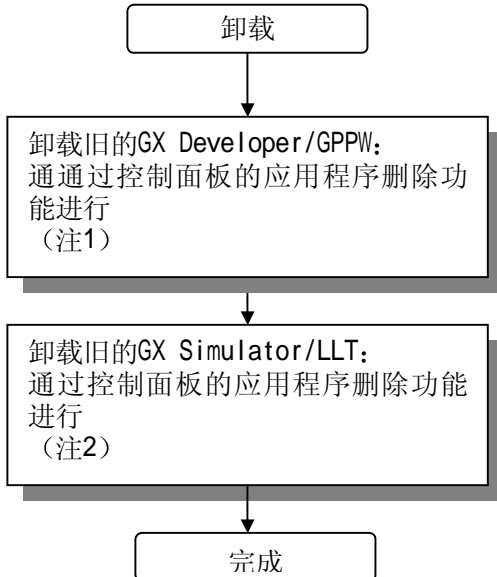 卸载
卸载旧的GX Developer/GPPW：
通通过控制面板的应用程序删除功
能进行
（注1）
卸载旧的GX Simulator/LLT：
通过控制面板的应用程序删除功能
进行
（注2）
完成